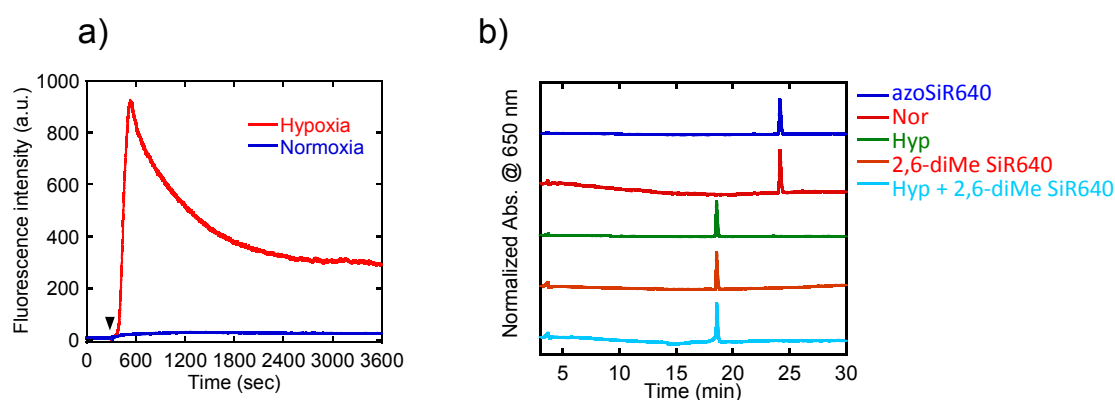 a)
Fluorescence intensity (a.u.)
1000
800
600
400
200
0
Hypoxia
Normoxia
0 600 1200 1800 2400 3000 3600
Time (sec)
b)
Normalized Abs. @ 650 nm
5 10 15 20 25 30
Time (min)
azoSiR640
Nor
Hyp
2,6-diMe SiR640
Hyp + 2,6-diMe SiR640